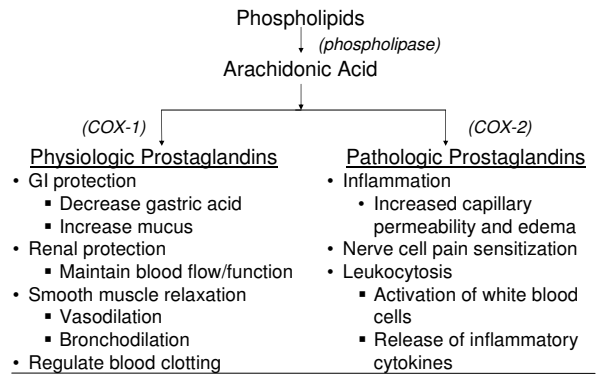 Phospholipids
(phospholipase)
Arachidonic Acid
(COX-1)
Physiologic Prostaglandins
• GI protection
▪ Decrease gastric acid
▪ Increase mucus
• Renal protection
▪ Maintain blood flow/function
• Smooth muscle relaxation
▪ Vasodilation
▪ Bronchodilation
• Regulate blood clotting
(COX-2)
Pathologic Prostaglandins
• Inflammation
• Increased capillary
permeability and edema
• Nerve cell pain sensitization
• Leukocytosis
▪ Activation of white blood
cells
▪ Release of inflammatory
cytokines